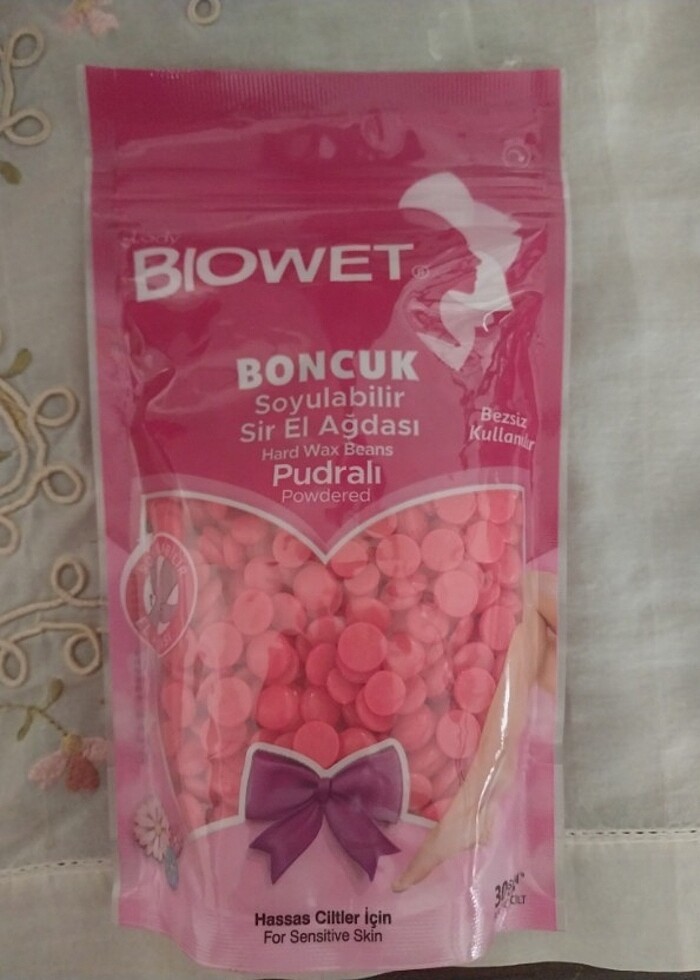 Lady
BIOWET®
BONCUK
Soyulabilir
Sir El Ağdası
Hard Wax Beans
Pudralı
Powdered
Bezsiz
Kullanılır
Hassas Ciltler İçin
For Sensitive Skin